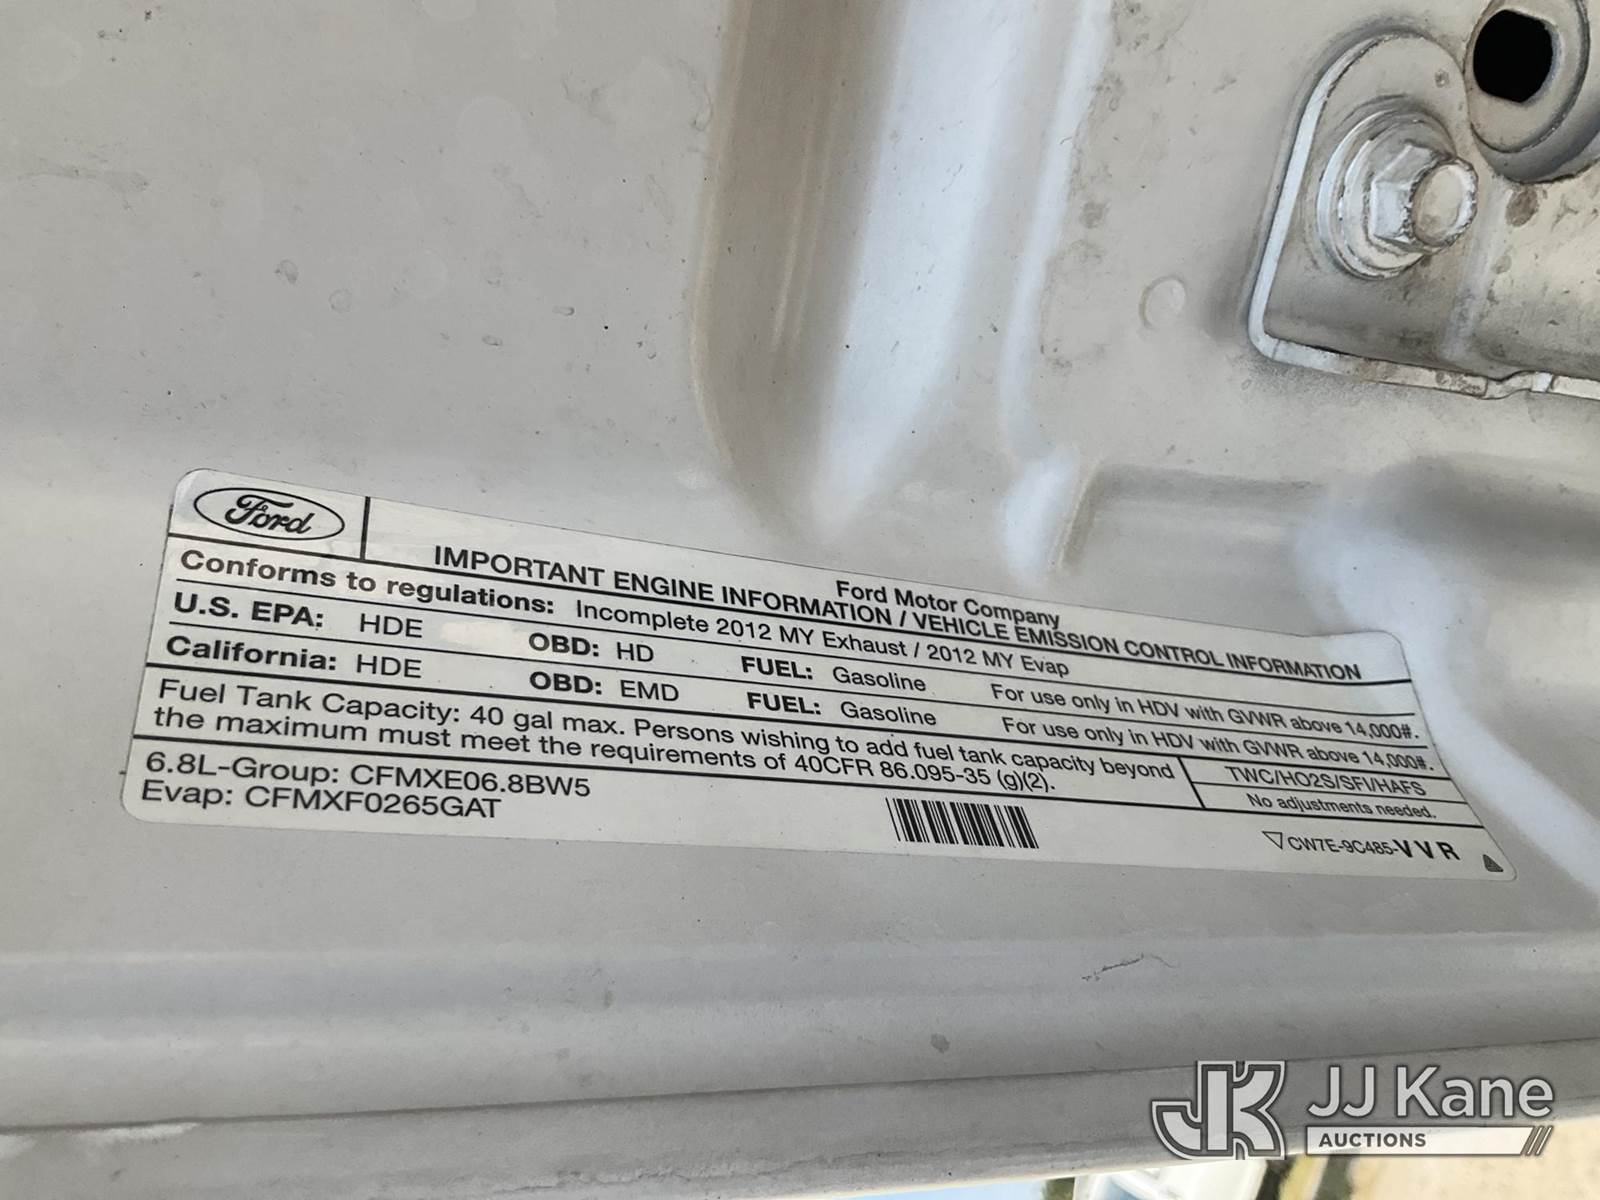 Ford
Ford Motor Company
IMPORTANT ENGINE INFORMATION / VEHICLE EMISSION CONTROL INFORMATION
Conforms to regulations: Incomplete 2012 MY Exhaust / 2012 MY Evap
U.S. EPA: HDE OBD: HD FUEL: Gasoline For use only in HDV with GVWR above 14,000#.
California: HDE OBD: EMD FUEL: Gasoline For use only in HDV with GVWR above 14,000#.
Fuel Tank Capacity: 40 gal max. Persons wishing to add fuel tank capacity beyond
the maximum must meet the requirements of 40CFR 86.095-35 (g)(2).
TWC/HO2S/SFI/HAFS
No adjustments needed.
6.8L-Group: CFMXE06.8BW5
Evap: CFMXF0265GAT
CW7E-9C485-VVR
JK JJ Kane
AUCTIONS